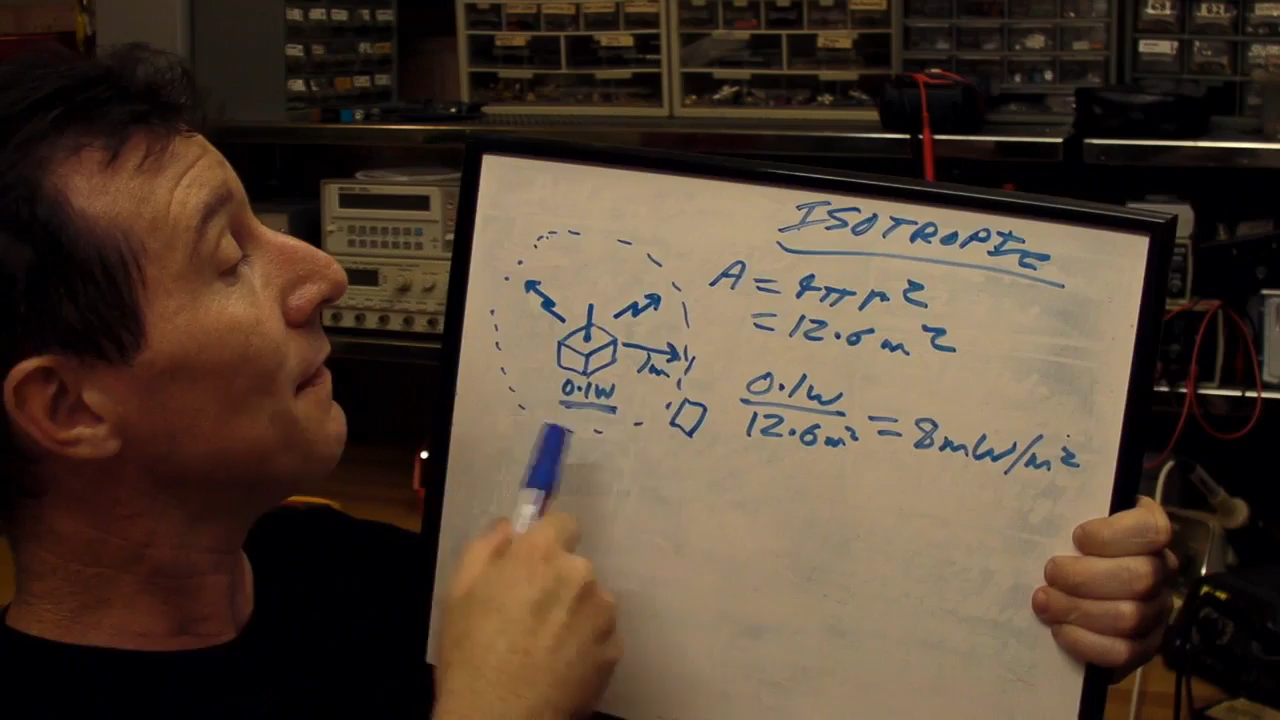 ISOTROPIC
A = 4πr²
= 12.6m²
1m
0.1W
0.1W
12.6m²
= 8mW/m²